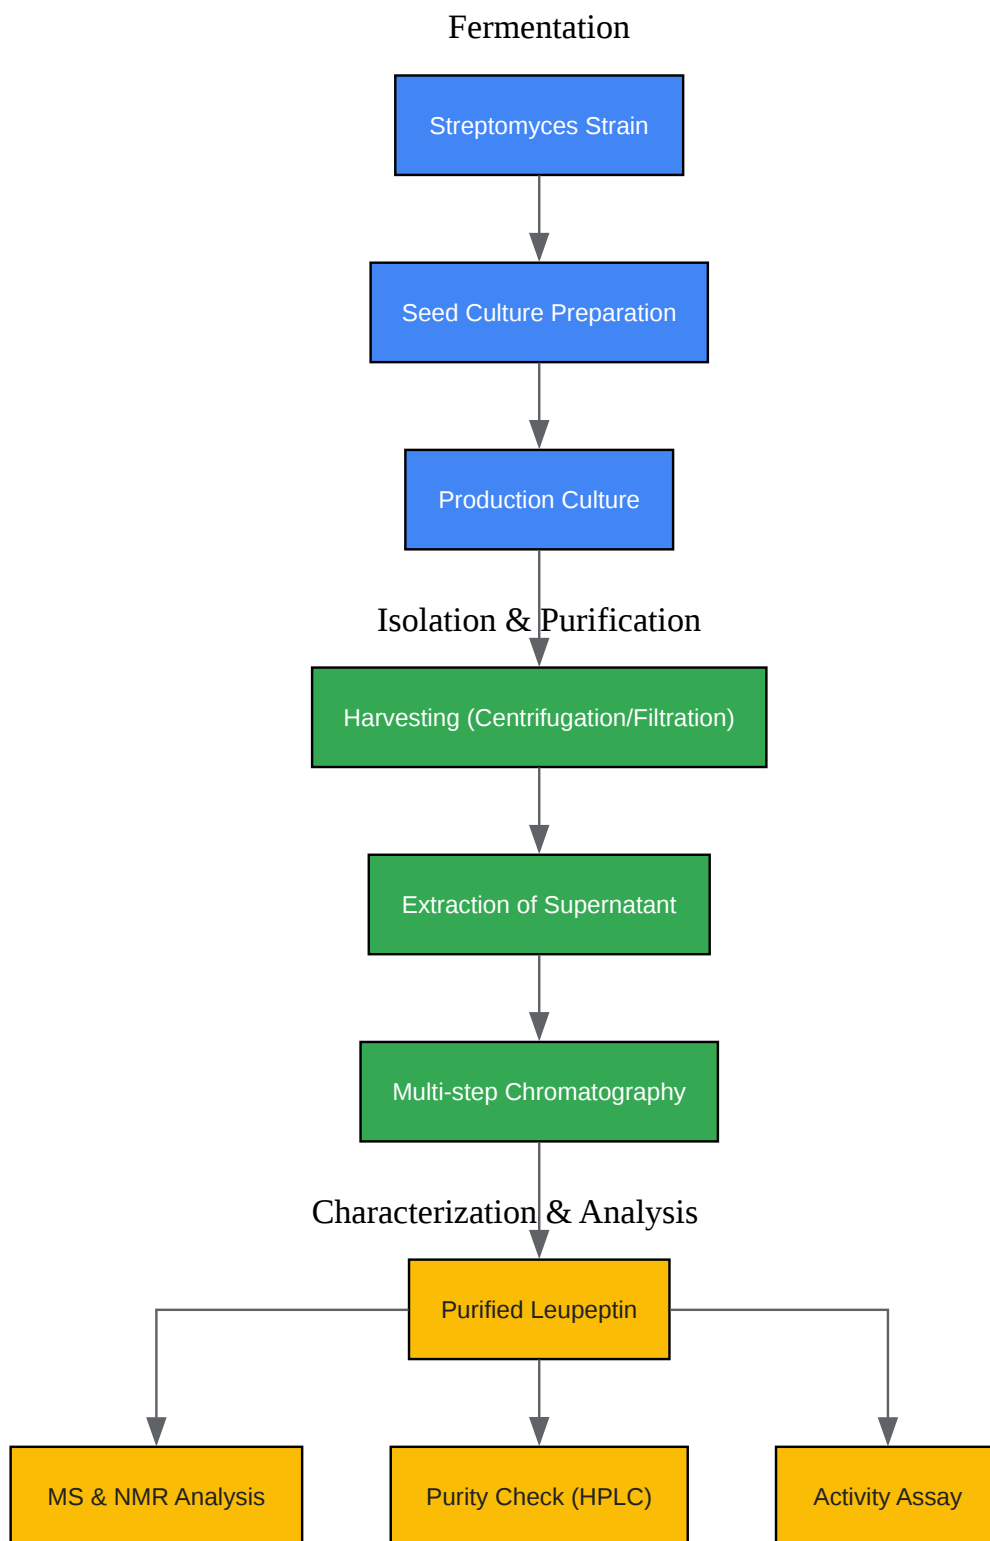 Fermentation
Streptomyces Strain
Seed Culture Preparation
Production Culture
Isolation & Purification
Harvesting (Centrifugation/Filtration)
Extraction of Supernatant
Multi-step Chromatography
Characterization & Analysis
Purified Leupeptin
MS & NMR Analysis
Purity Check (HPLC)
Activity Assay